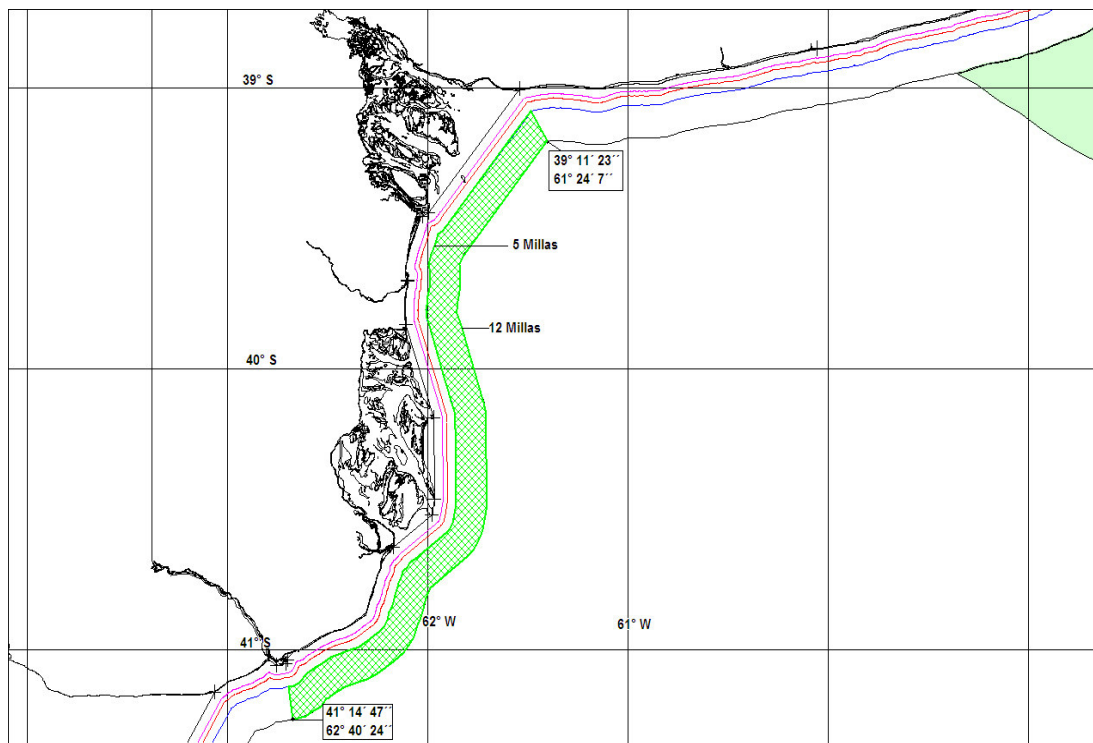 39° S
39° 11´ 23´´
61° 24´ 7´´
5 Millas
12 Millas
40° S
62° W
61° W
41° S
41° 14´ 47´´
62° 40´ 24´´